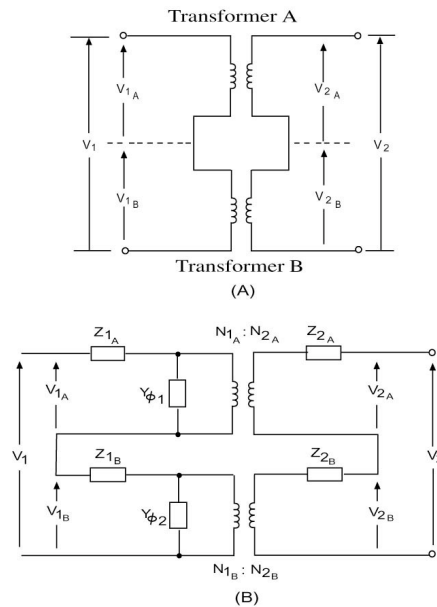 Transformer A
V1A
V2A
V1
V2
V1B
V2B
Transformer B
(A)
Z1A
N1A : N2A
Z2A
V1A
Yϕ1
V2A
V1
Z1B
Z2B
V1B
Yϕ2
V2B
N1B : N2B
(B)